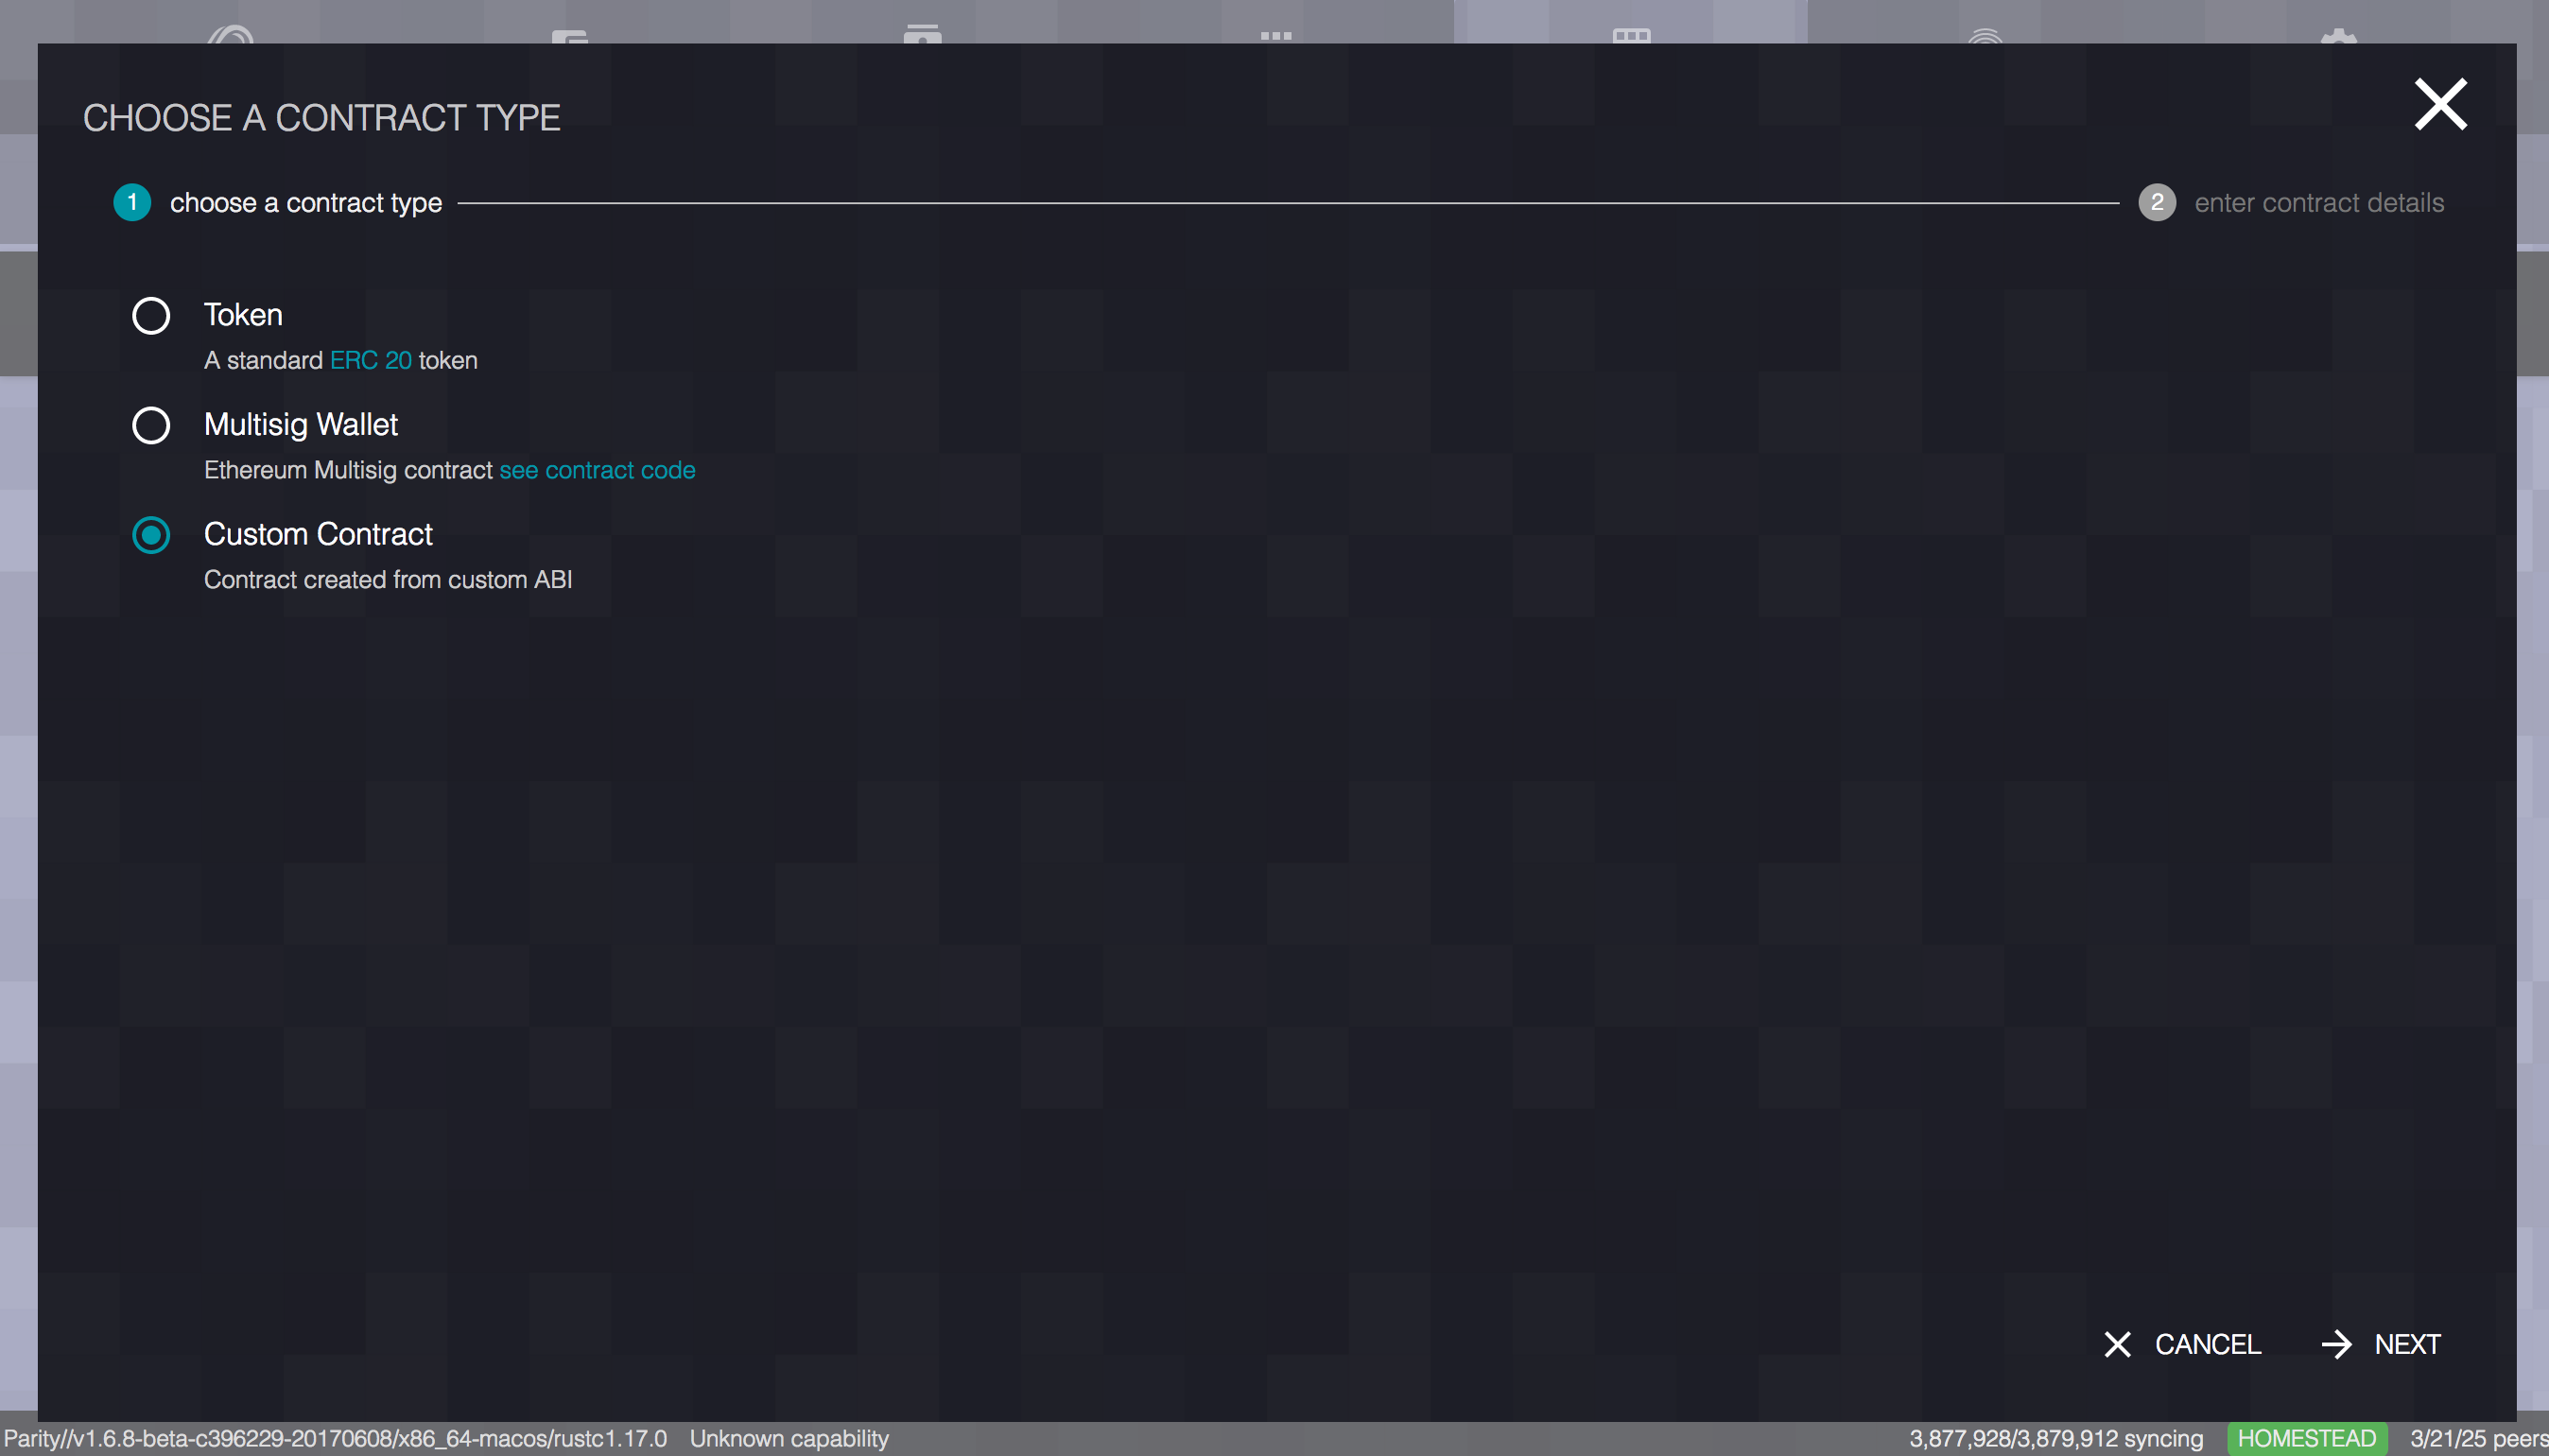 CHOOSE A CONTRACT TYPE
1 choose a contract type
2 enter contract details
Token
A standard ERC 20 token
Multisig Wallet
Ethereum Multisig contract see contract code
Custom Contract
Contract created from custom ABI
CANCEL
NEXT
Parity//v1.6.8-beta-c396229-20170608/x86_64-macos/rustc1.17.0 Unknown capability
3,877,928/3,879,912 syncing HOMESTEAD 3/21/25 peers